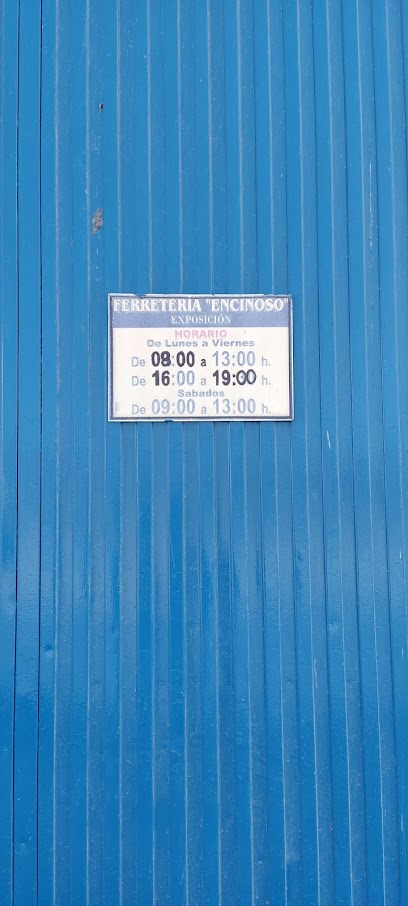 FERRETERÍA "ENCINOSO"
EXPOSICIÓN
HORARIO
De Lunes a Viernes
De 08:00 a 13:00 h.
De 16:00 a 19:00 h.
Sabados
De 09:00 a 13:00 h.